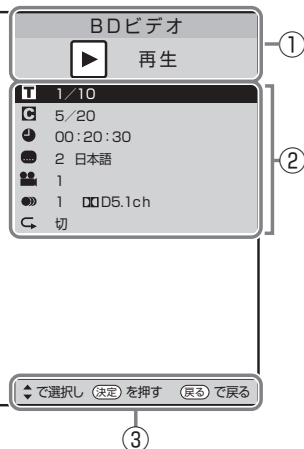 BDビデオ
再生
①
T 1/10
C 5/20
00:20:30
2 日本語
②
1
1 DD D5.1ch
切
で選択し 決定 を押す 戻る で戻る
③